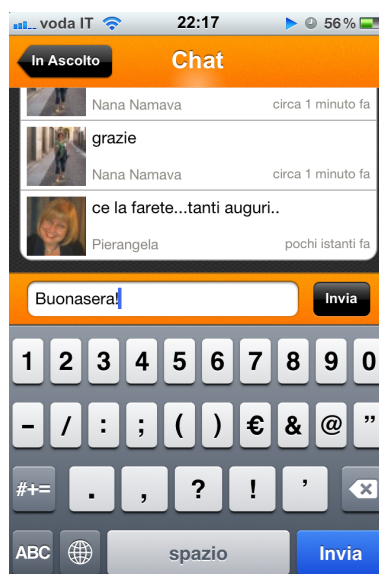 voda IT 22:17 56%
In Ascolto Chat
Nana Namava circa 1 minuto fa
grazie
Nana Namava circa 1 minuto fa
ce la farete...tanti auguri..
Pierangela pochi istanti fa
Buonasera! Invia
1 2 3 4 5 6 7 8 9 0
- / : ; ( ) € & @ ”
#+= . , ? ! ’
ABC spazio Invia